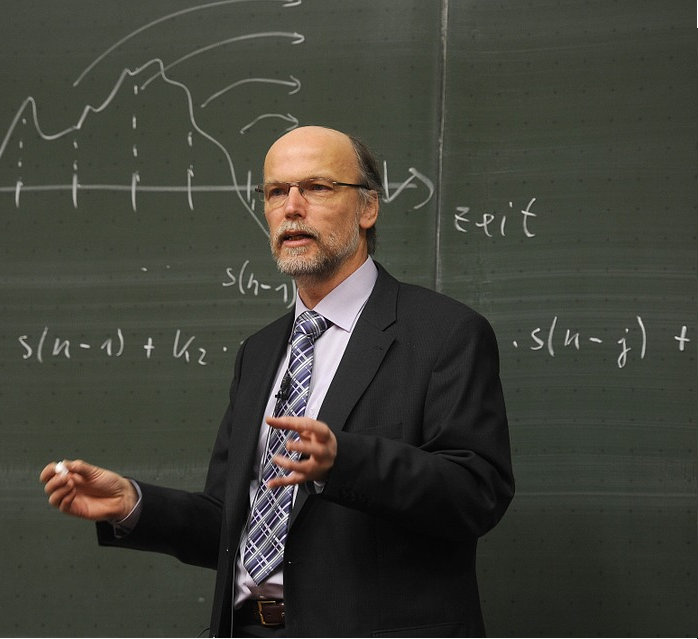 Zeit
s(n-1)
s(n-1) + k₂ · · s(n-j) +